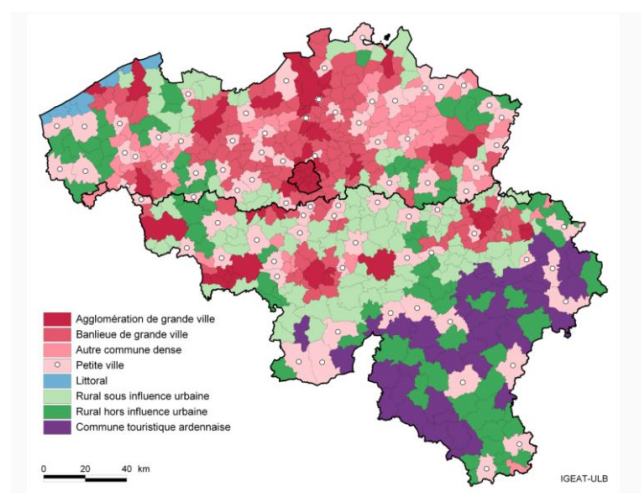 Agglomération de grande ville
Banlieue de grande ville
Autre commune dense
Petite ville
Littoral
Rural sous influence urbaine
Rural hors influence urbaine
Commune touristique ardennaise
0 20 40 km
IGEAT-ULB